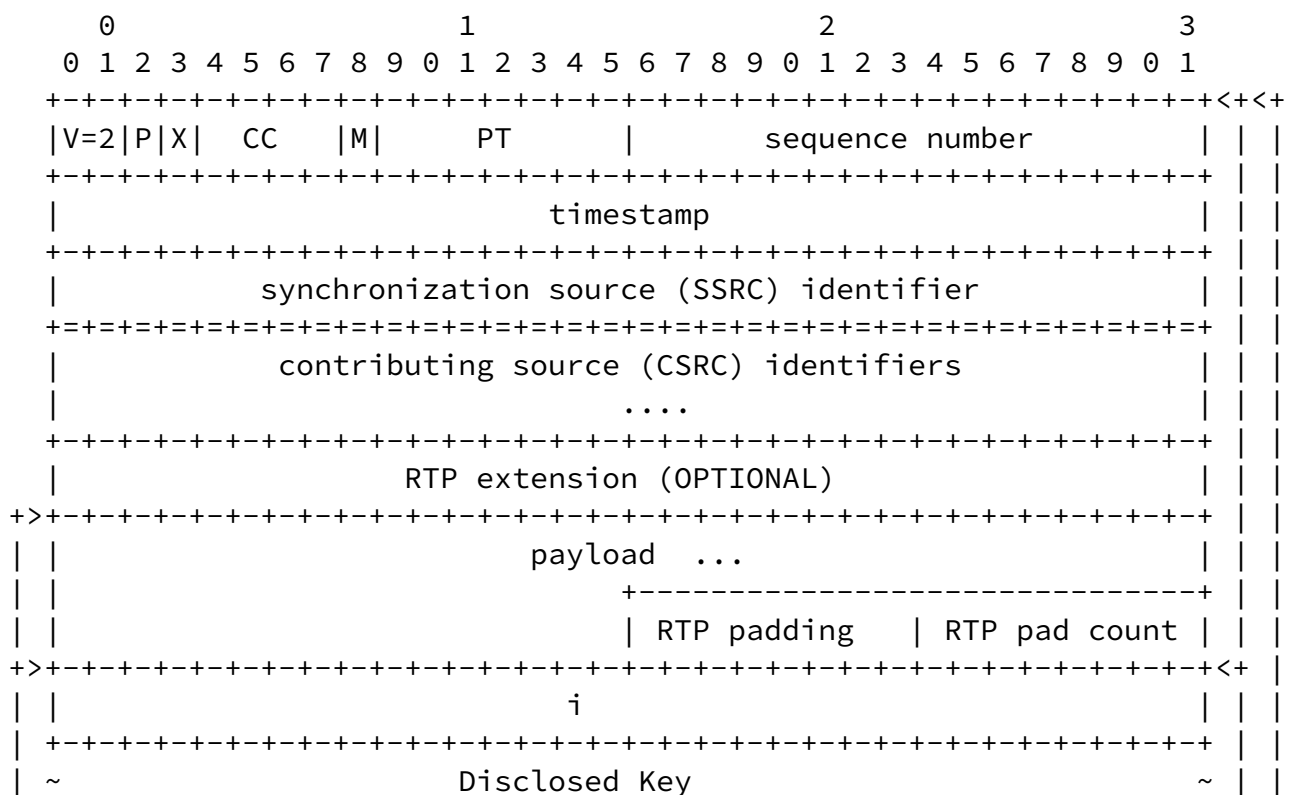 0                   1                   2                   3
  0 1 2 3 4 5 6 7 8 9 0 1 2 3 4 5 6 7 8 9 0 1 2 3 4 5 6 7 8 9 0 1
  +-+-+-+-+-+-+-+-+-+-+-+-+-+-+-+-+-+-+-+-+-+-+-+-+-+-+-+-+-+-+-+-+<+<+
  |V=2|P|X|  CC   |M|     PT      |       sequence number         | | |
  +-+-+-+-+-+-+-+-+-+-+-+-+-+-+-+-+-+-+-+-+-+-+-+-+-+-+-+-+-+-+-+-+ | |
  |                           timestamp                           | | |
  +-+-+-+-+-+-+-+-+-+-+-+-+-+-+-+-+-+-+-+-+-+-+-+-+-+-+-+-+-+-+-+-+ | |
  |           synchronization source (SSRC) identifier            | | |
  +=+=+=+=+=+=+=+=+=+=+=+=+=+=+=+=+=+=+=+=+=+=+=+=+=+=+=+=+=+=+=+=+ | |
  |            contributing source (CSRC) identifiers             | | |
  |                               ....                            | | |
  +-+-+-+-+-+-+-+-+-+-+-+-+-+-+-+-+-+-+-+-+-+-+-+-+-+-+-+-+-+-+-+-+ | |
  |                   RTP extension (OPTIONAL)                    | | |
+>+-+-+-+-+-+-+-+-+-+-+-+-+-+-+-+-+-+-+-+-+-+-+-+-+-+-+-+-+-+-+-+-+ | |
| |                          payload  ...                         | | |
| |                               +-------------------------------+ | |
| |                               | RTP padding   | RTP pad count | | |
+>+-+-+-+-+-+-+-+-+-+-+-+-+-+-+-+-+-+-+-+-+-+-+-+-+-+-+-+-+-+-+-+-+<+ |
| |                            i                                  | | |
| +-+-+-+-+-+-+-+-+-+-+-+-+-+-+-+-+-+-+-+-+-+-+-+-+-+-+-+-+-+-+-+-+ | |
| ~                      Disclosed Key                            ~ | |